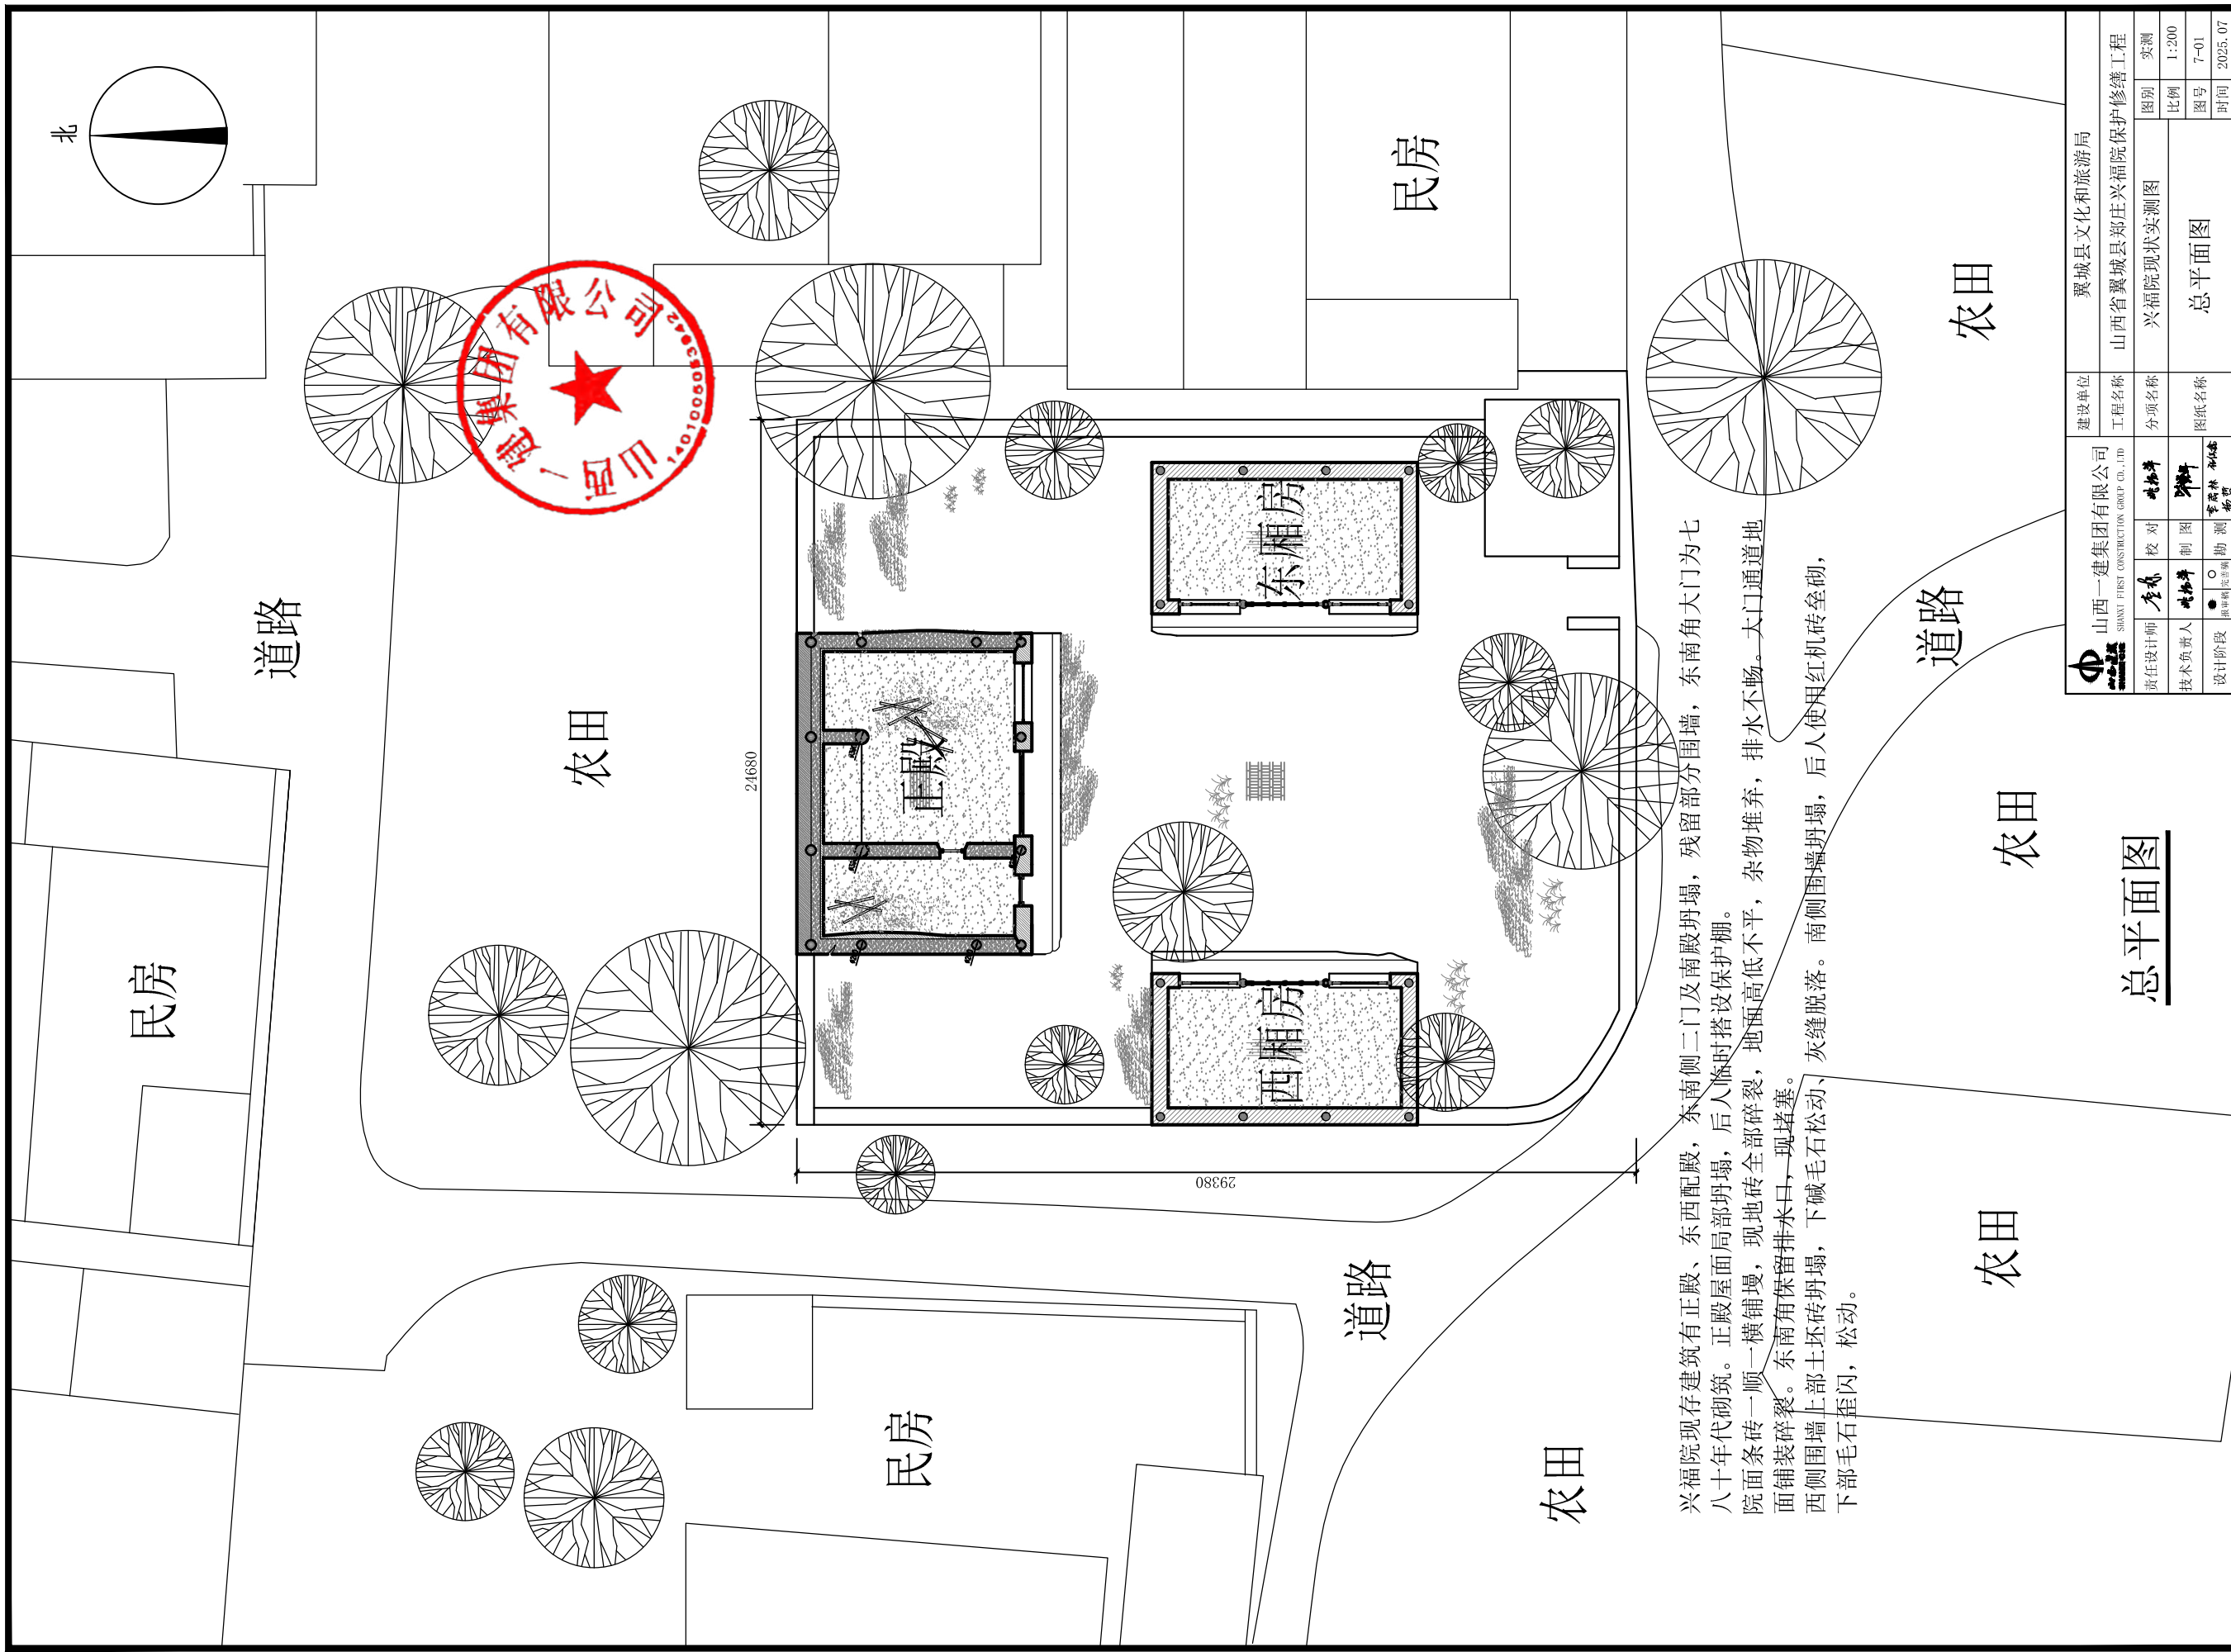 北
民房
道路
农田
24680
民房
正殿
东厢房
西厢房
29380
民房
道路
道路
农田
农田
农田
农田
兴福院现存建筑有正殿、东西配殿，东南侧二门及南殿坍塌，残留部分围墙，东南角大门为七
八十年代砌筑。正殿屋面局部坍塌，后人临时搭设保护棚。
院面条砖一顺一横铺墁，现地砖全部碎裂，地面高低不平，杂物堆弃，排水不畅。大门通道地
面铺装碎裂。东南角保留排水口，现堵塞。
西侧围墙上部土坯砖坍塌，下碱毛石松动、灰缝脱落。南侧围墙坍塌，后人使用红机砖垒砌，
下部毛石歪闪，松动。
总平面图
山西一建集团有限公司
1401005053942
山西一建集团有限公司
SHANXI FIRST CONSTRUCTION GROUP CO.,LTD
责任设计师
校 对
技术负责人
制 图
设计阶段
勘 测
建设单位
翼城县文化和旅游局
工程名称
山西省翼城县郑庄兴福院保护修缮工程
分项名称
兴福院现状实测图
图别
实测
比例
1:200
图纸名称
总平面图
图号
7-01
时间
2025.07